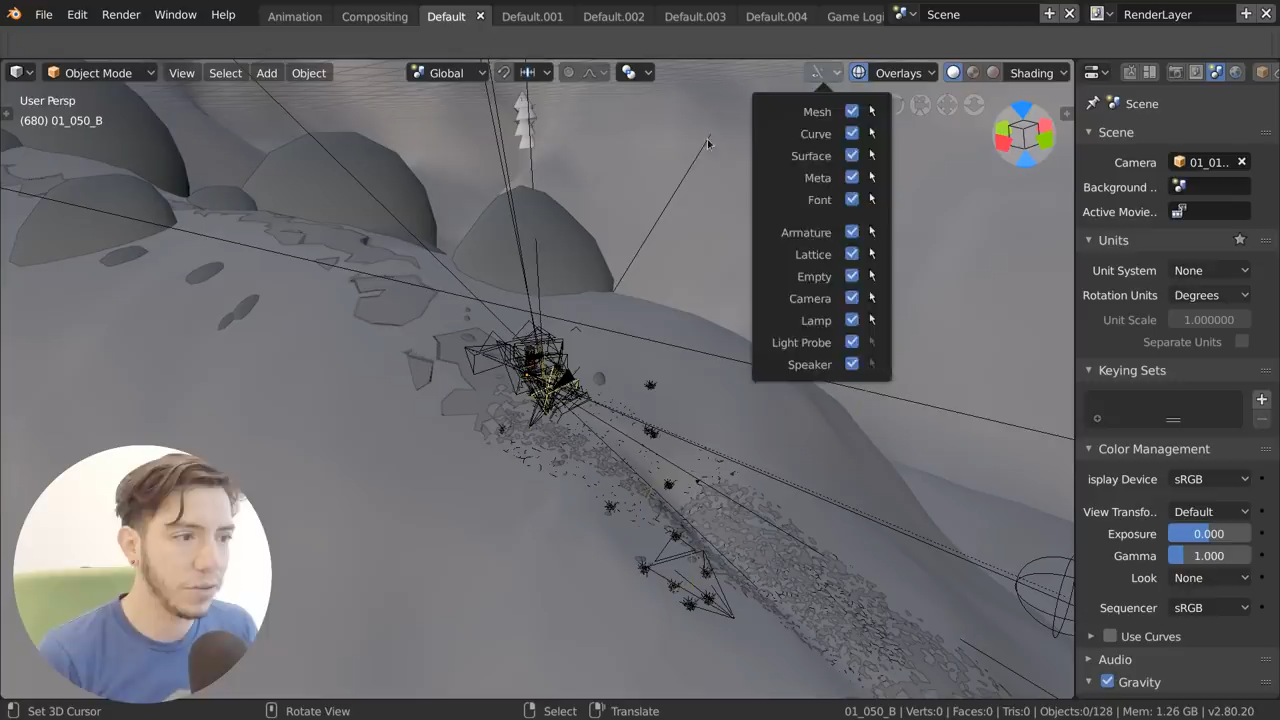 File Edit Render Window Help Animation Compositing Default Default.001 Default.002 Default.003 Default.004 Game Logi Scene RenderLayer
Object Mode View Select Add Object Global Overlays Shading
User Persp
(680) 01_050_B
Mesh
Curve
Surface
Meta
Font
Armature
Lattice
Empty
Camera
Lamp
Light Probe
Speaker
Scene
Scene
Camera 01_01..
Background ..
Active Movie..
Units
Unit System None
Rotation Units Degrees
Unit Scale 1.000000
Separate Units
Keying Sets
Color Management
isplay Device sRGB
View Transfo.. Default
Exposure 0.000
Gamma 1.000
Look None
Sequencer sRGB
Use Curves
Audio
Gravity
Set 3D Cursor Rotate View Select Translate 01_050_B | Verts:0 | Faces:0 | Tris:0 | Objects:0/128 | Mem: 1.26 GB | v2.80.20